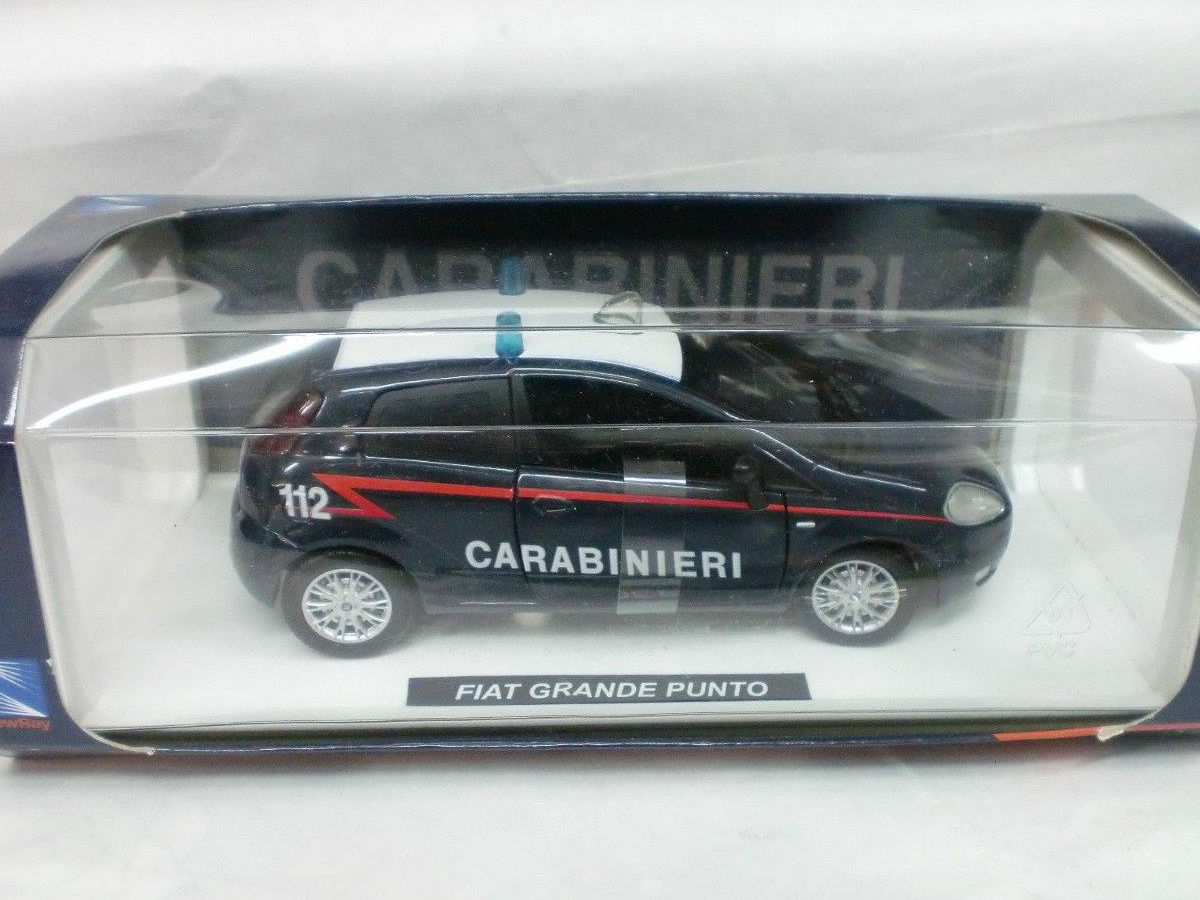 CARABINIERI
112
CARABINIERI
PVC
FIAT GRANDE PUNTO